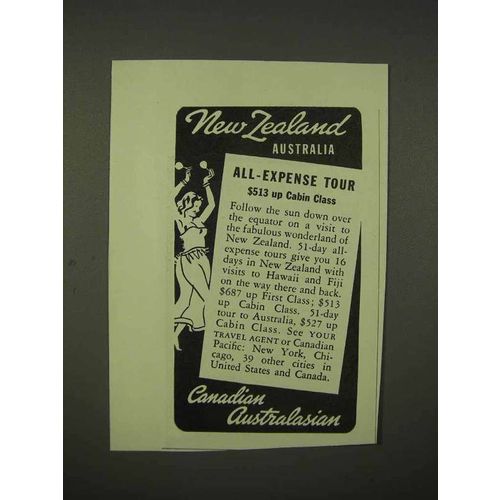 New Zealand
AUSTRALIA
ALL-EXPENSE TOUR
$513 up Cabin Class
Follow the sun down over
the equator on a visit to
the fabulous wonderland of
New Zealand. 51-day all-
expense tours give you 16
days in New Zealand with
visits to Hawaii and Fiji
on the way there and back.
$687 up First Class; $513
up Cabin Class. 51-day
tour to Australia, $527 up
Cabin Class. See YOUR
TRAVEL AGENT or Canadian
Pacific: New York, Chi-
cago, 39 other cities in
United States and Canada.
Canadian
Australasian